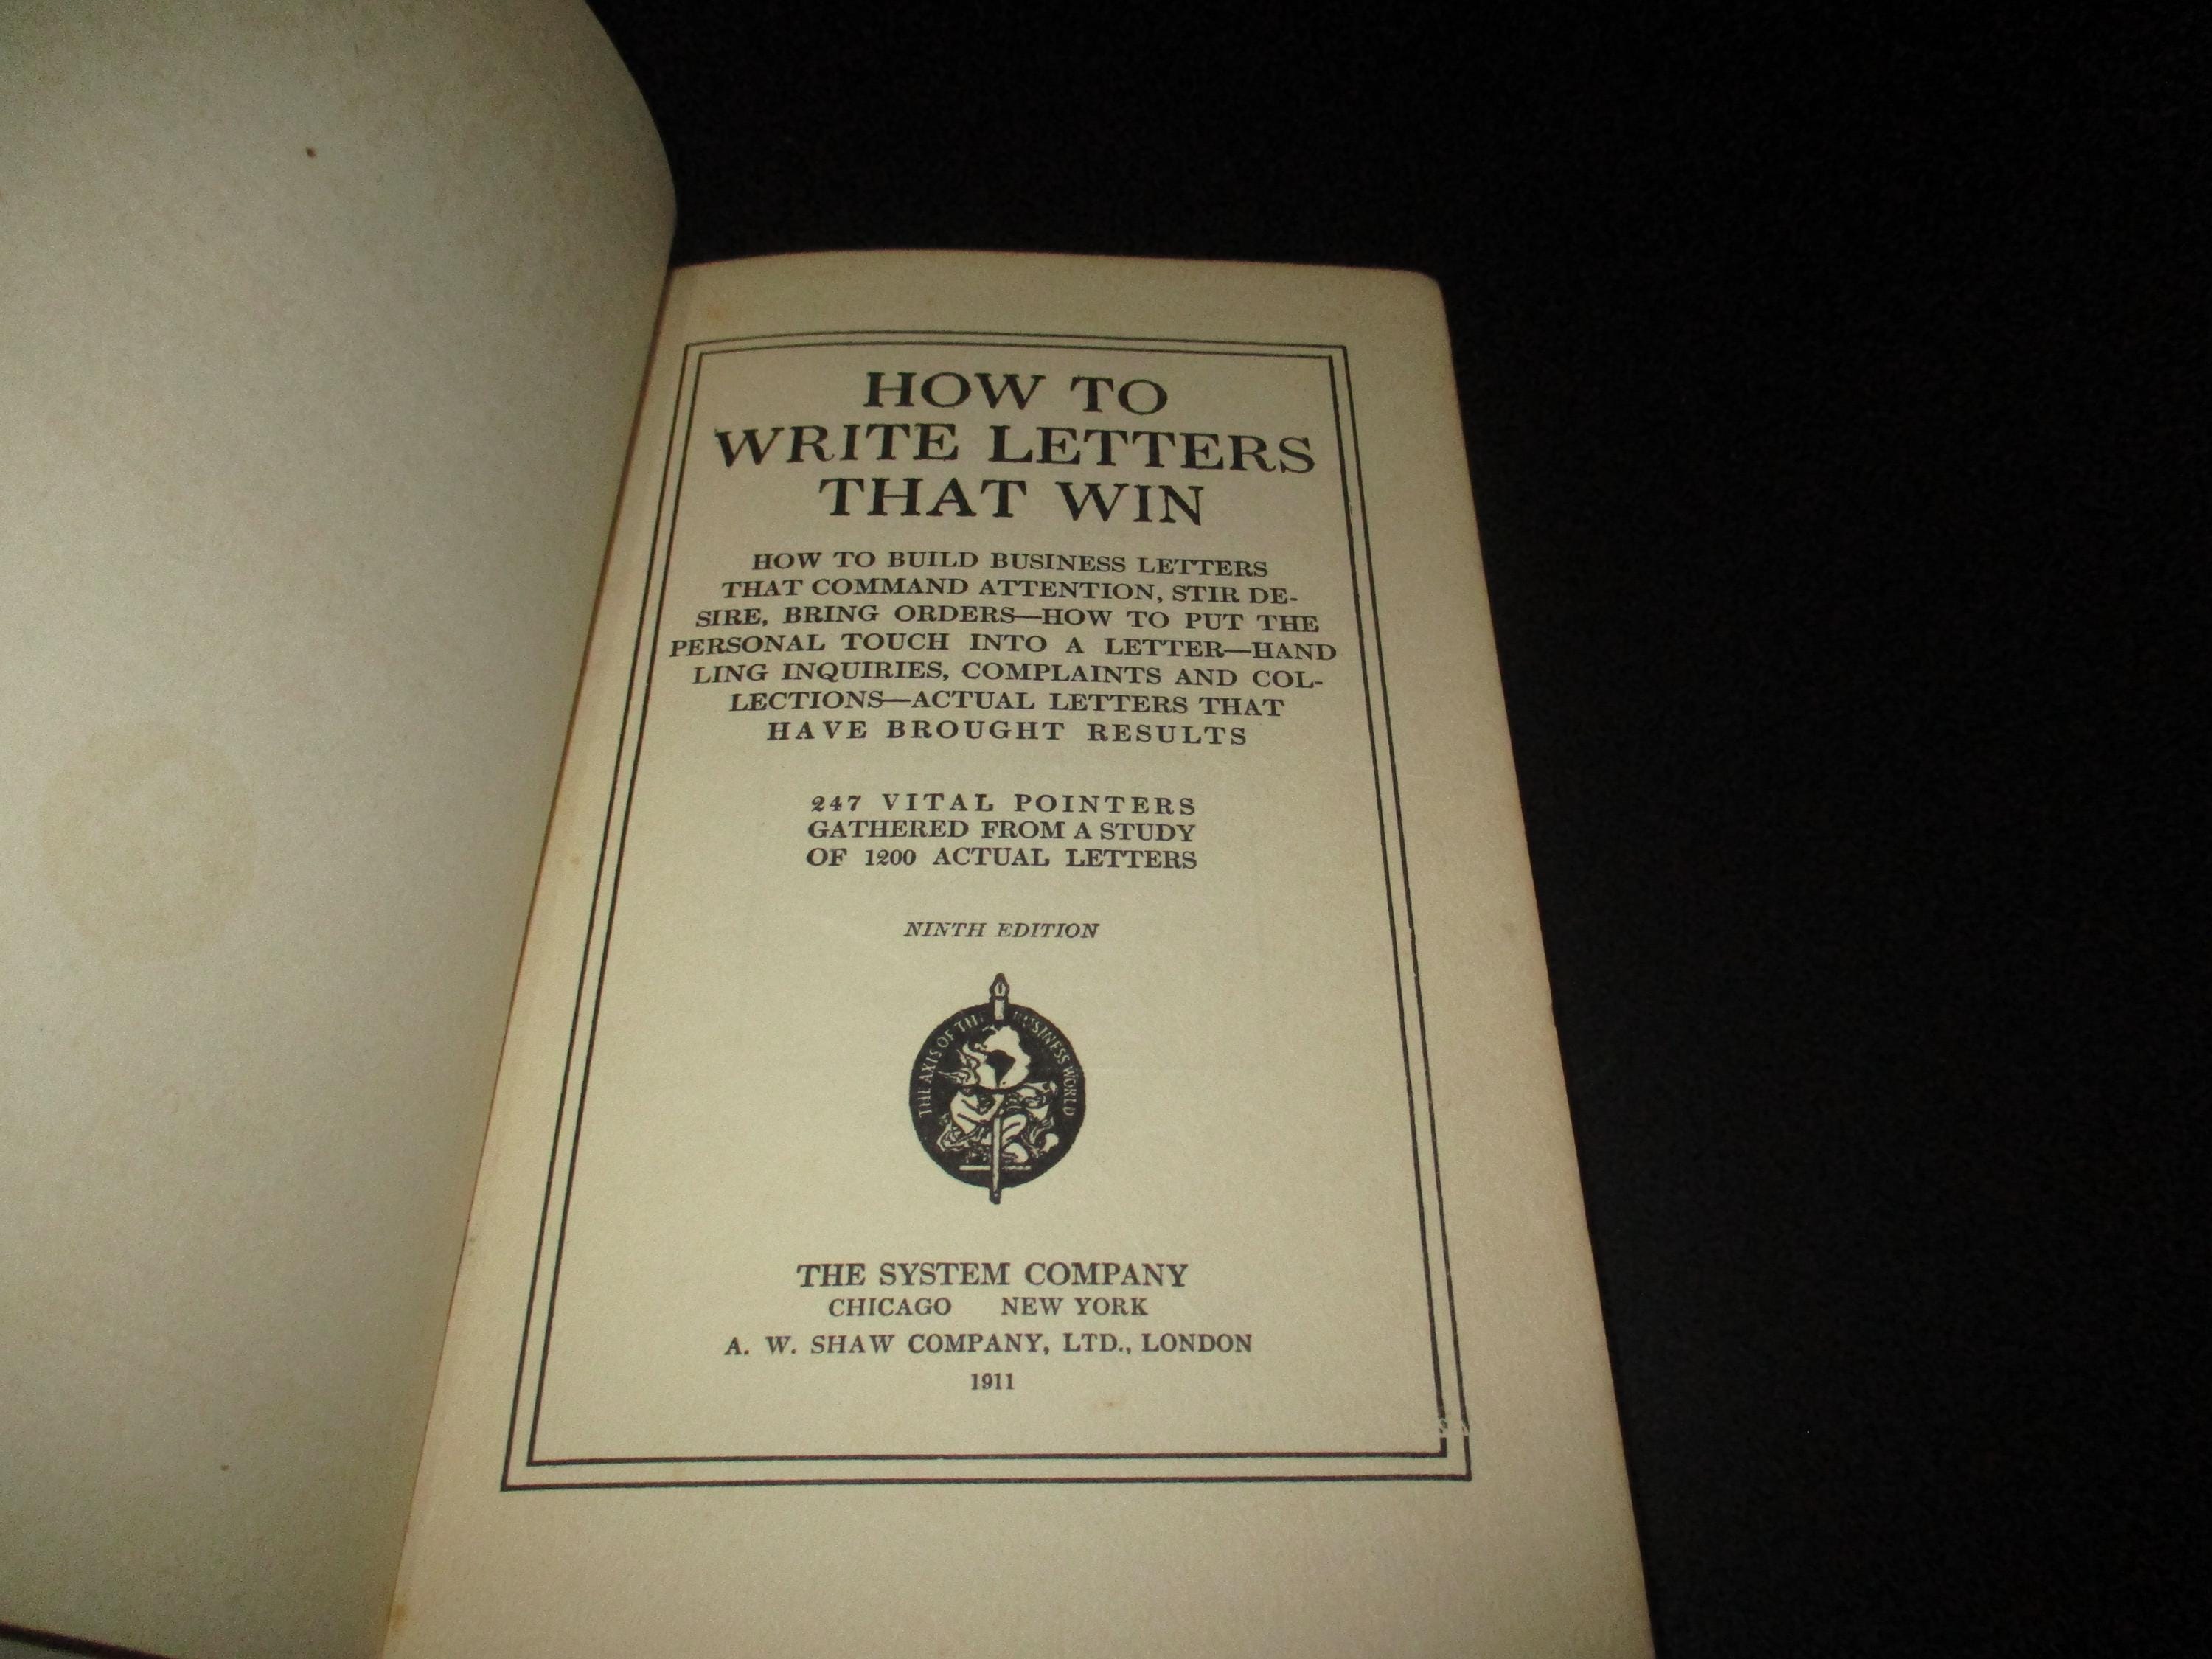 HOW TO
WRITE LETTERS
THAT WIN
HOW TO BUILD BUSINESS LETTERS
THAT COMMAND ATTENTION, STIR DE-
SIRE, BRING ORDERS—HOW TO PUT THE
PERSONAL TOUCH INTO A LETTER—HAND
LING INQUIRIES, COMPLAINTS AND COL-
LECTIONS—ACTUAL LETTERS THAT
HAVE BROUGHT RESULTS
247 VITAL POINTERS
GATHERED FROM A STUDY
OF 1200 ACTUAL LETTERS
NINTH EDITION
THE AXIS OF THE BUSINESS WORLD
THE SYSTEM COMPANY
CHICAGO NEW YORK
A. W. SHAW COMPANY, LTD., LONDON
1911